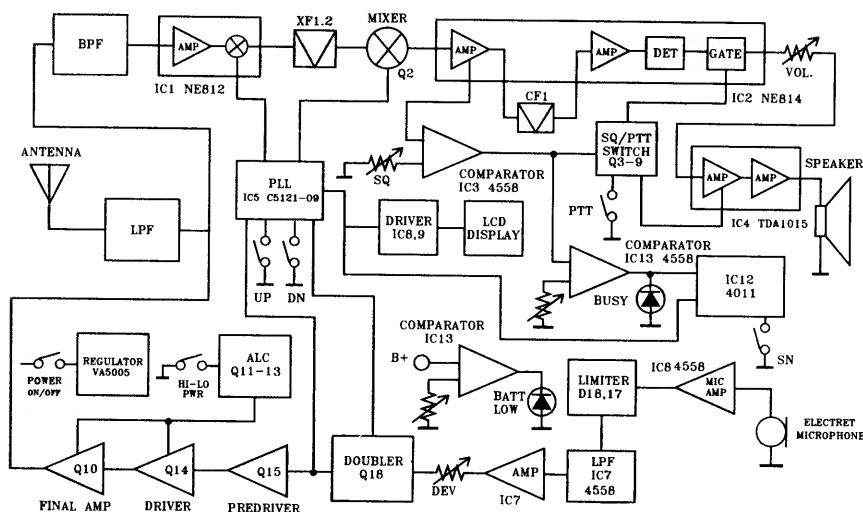 BPF
AMP
IC1 NE812
XF1.2
MIXER
Q2
AMP
CF1
AMP
DET
GATE
IC2 NE814
VOL.
ANTENNA
LPF
PLL
IC5 C5121-09
SQ
COMPARATOR
IC3 4558
SQ/PTT
SWITCH
Q3-9
PTT
AMP
AMP
IC4 TDA1015
SPEAKER
UP
DN
DRIVER
IC8,9
LCD
DISPLAY
COMPARATOR
IC13 4558
BUSY
IC12
4011
SN
POWER
ON/OFF
REGULATOR
VA5005
HI-LO
PWR
ALC
Q11-13
COMPARATOR
IC13
B+
BATT
LOW
LIMITER
D18,17
IC8 4558
MIC
AMP
ELECTRET
MICROPHONE
Q10
FINAL AMP
Q14
DRIVER
Q15
PREDRIVER
DOUBLER
Q18
DEV
AMP
IC7
LPF
IC7
4558